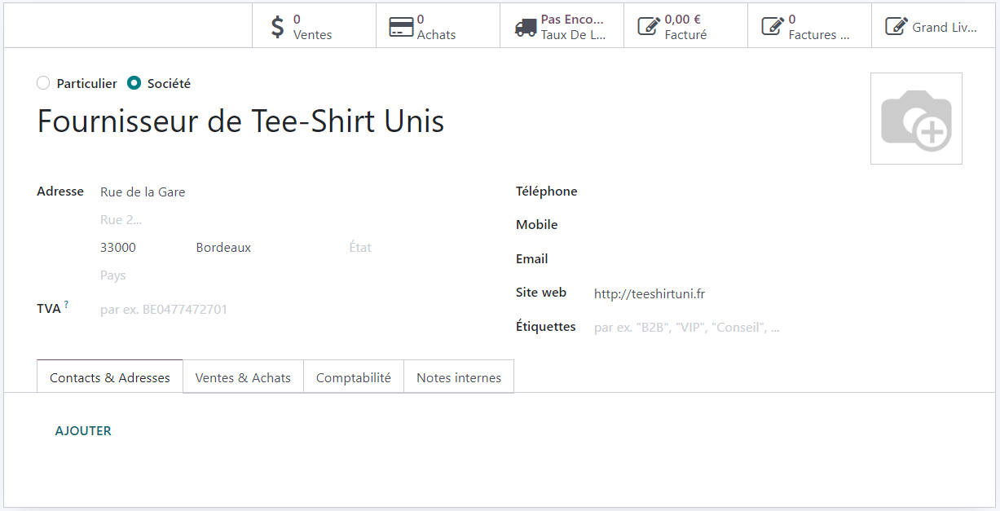 0
Ventes
0
Achats
Pas Enco...
Taux De L...
0,00 €
Facturé
0
Factures ...
Grand Liv...
Particulier Société
Fournisseur de Tee-Shirt Unis
Adresse Rue de la Gare
Rue 2...
33000 Bordeaux État
Pays
TVA ? par ex. BE0477472701
Téléphone
Mobile
Email
Site web http://teeshirtuni.fr
Étiquettes par ex. "B2B", "VIP", "Conseil", ...
Contacts & Adresses Ventes & Achats Comptabilité Notes internes
AJOUTER